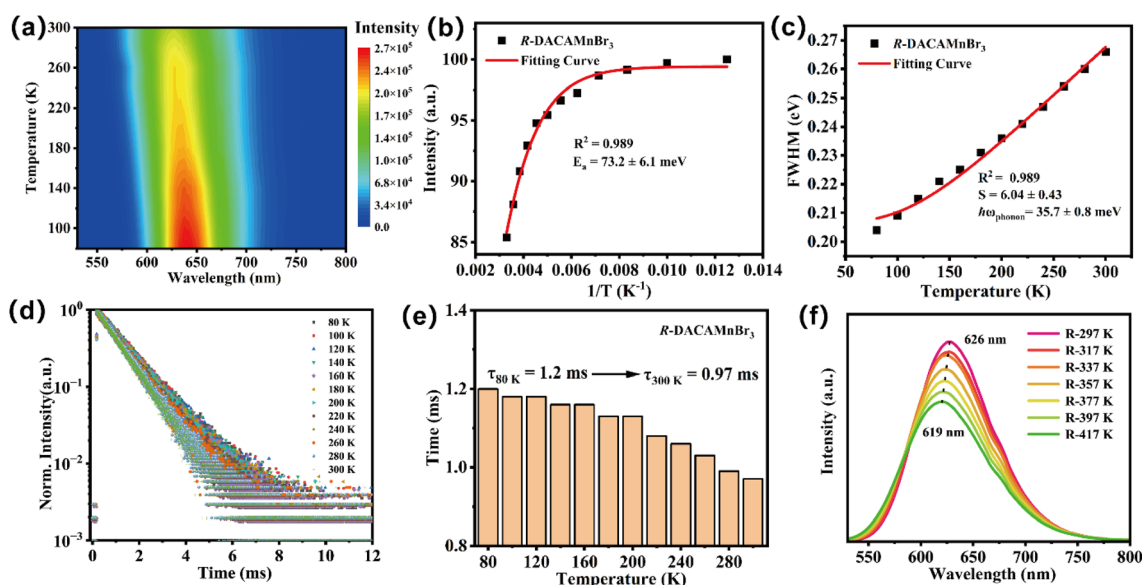 (a)
Temperature (K)
300
260
220
180
140
100
550 600 650 700 750 800
Wavelength (nm)
Intensity
2.7×10⁵
2.4×10⁵
2.1×10⁵
1.7×10⁵
1.4×10⁵
1.0×10⁵
6.8×10⁴
3.4×10⁴
0.0
(b)
Intensity (a.u.)
100
95
90
85
R-DACAMnBr₃
Fitting Curve
R² = 0.989
Eₐ = 73.2 ± 6.1 meV
0.002 0.004 0.006 0.008 0.010 0.012 0.014
1/T (K⁻¹)
(c)
FWHM (eV)
0.27
0.26
0.25
0.24
0.23
0.22
0.21
0.20
R-DACAMnBr₃
Fitting Curve
R² 0.989
S = 6.04 ± 0.43
ħω_phonon = 35.7 ± 0.8 meV
50 100 150 200 250 300
Temperature (K)
(d)
Norm. Intensity(a.u.)
10⁰
10⁻¹
10⁻²
10⁻³
80 K
100 K
120 K
140 K
160 K
180 K
200 K
220 K
240 K
260 K
280 K
300 K
0 2 4 6 8 10 12
Time (ms)
(e)
Time (ms)
1.4
1.2
1.0
0.8
R-DACAMnBr₃
τ80 K = 1.2 ms → τ300 K = 0.97 ms
80 120 160 200 240 280
Temperature (K)
(f)
Intensity (a.u.)
626 nm
619 nm
R-297 K
R-317 K
R-337 K
R-357 K
R-377 K
R-397 K
R-417 K
550 600 650 700 750 800
Wavelength (nm)